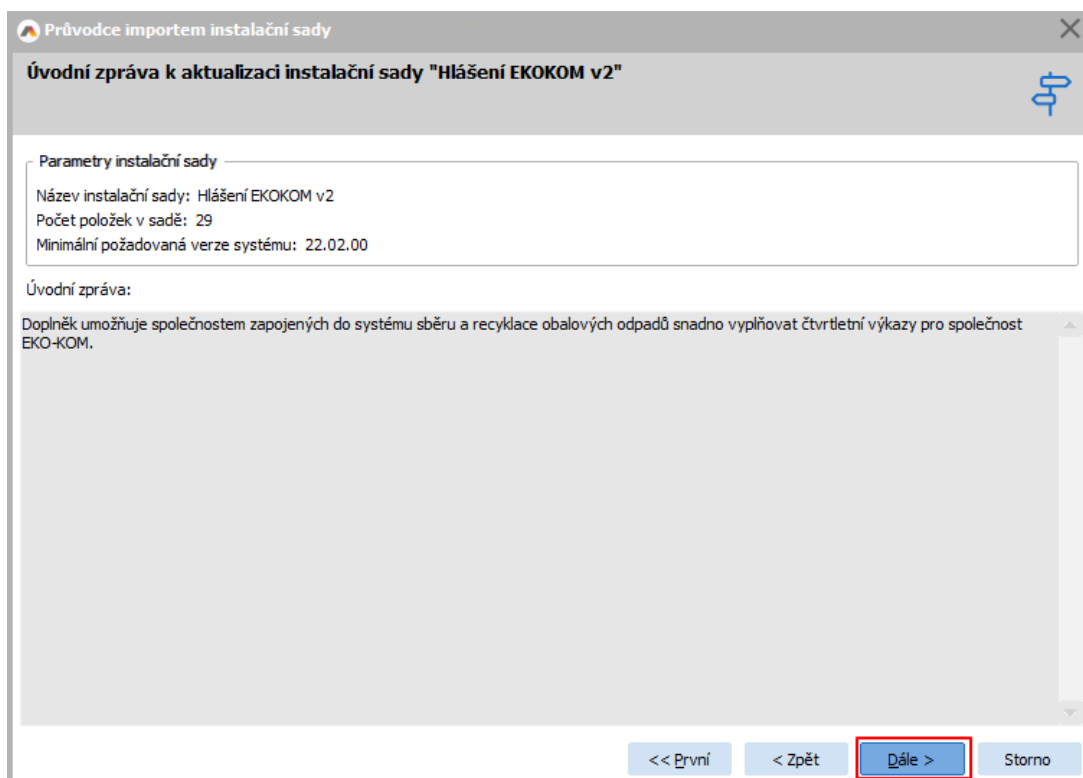 Průvodce importem instalační sady
Úvodní zpráva k aktualizaci instalační sady "Hlášení EKOKOM v2"
Parametry instalační sady
Název instalační sady: Hlášení EKOKOM v2
Počet položek v sadě: 29
Minimální požadovaná verze systému: 22.02.00
Úvodní zpráva:
Doplněk umožňuje společnostem zapojených do systému sběru a recyklace obalových odpadů snadno vyplňovat čtvrtletní výkazy pro společnost
EKO-KOM.
<< První < Zpět Dále > Storno